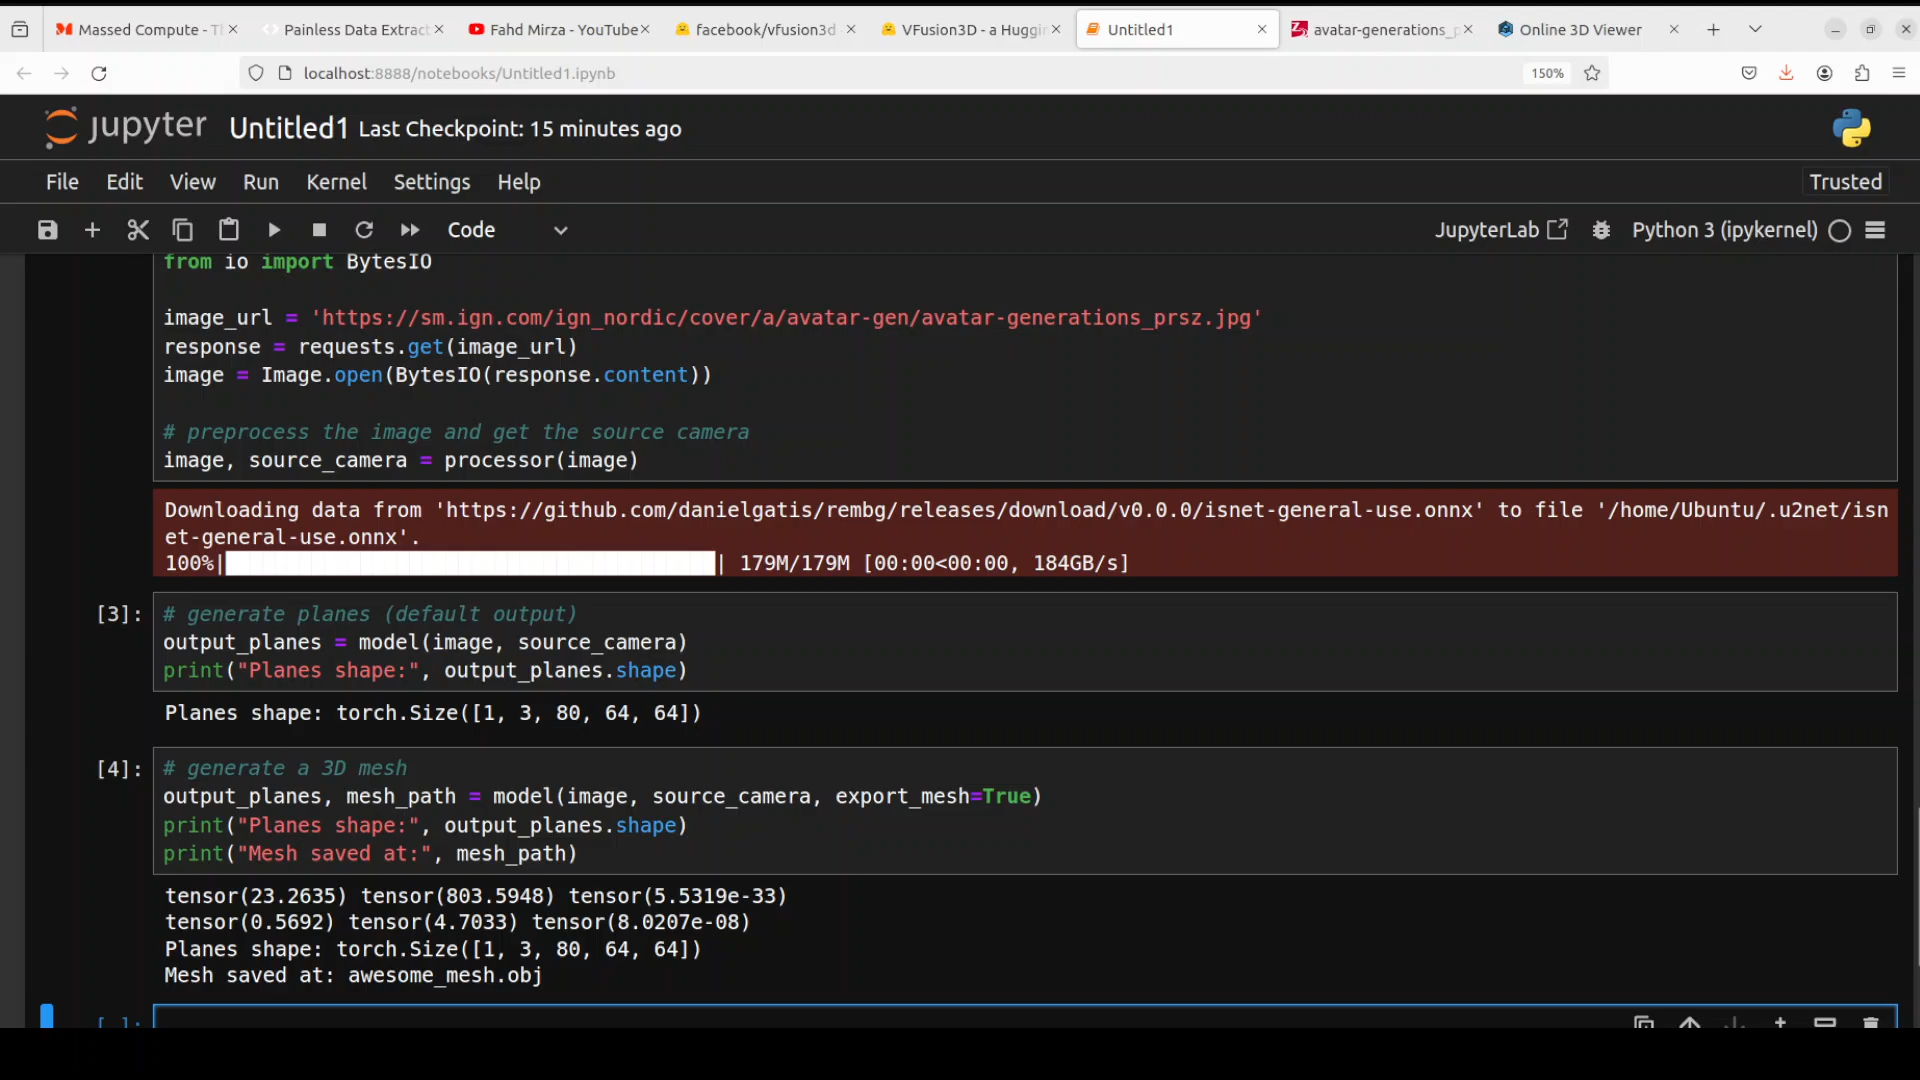 Massed Compute - Th
Painless Data Extract
Fahd Mirza - YouTube
facebook/vfusion3d
VFusion3D - a Huggin
Untitled1
avatar-generations_p
Online 3D Viewer
localhost:8888/notebooks/Untitled1.ipynb
150%
jupyter Untitled1 Last Checkpoint: 15 minutes ago
File Edit View Run Kernel Settings Help Trusted
Code JupyterLab Python 3 (ipykernel)
from io import BytesIO
image_url = 'https://sm.ign.com/ign_nordic/cover/a/avatar-gen/avatar-generations_prsz.jpg'
response = requests.get(image_url)
image = Image.open(BytesIO(response.content))
# preprocess the image and get the source camera
image, source_camera = processor(image)
Downloading data from 'https://github.com/danielgatis/rembg/releases/download/v0.0.0/isnet-general-use.onnx' to file '/home/Ubuntu/.u2net/isn
et-general-use.onnx'.
100%| | 179M/179M [00:00<00:00, 184GB/s]
[3]: # generate planes (default output)
output_planes = model(image, source_camera)
print("Planes shape:", output_planes.shape)
Planes shape: torch.Size([1, 3, 80, 64, 64])
[4]: # generate a 3D mesh
output_planes, mesh_path = model(image, source_camera, export_mesh=True)
print("Planes shape:", output_planes.shape)
print("Mesh saved at:", mesh_path)
tensor(23.2635) tensor(803.5948) tensor(5.5319e-33)
tensor(0.5692) tensor(4.7033) tensor(8.0207e-08)
Planes shape: torch.Size([1, 3, 80, 64, 64])
Mesh saved at: awesome_mesh.obj
[ ]: